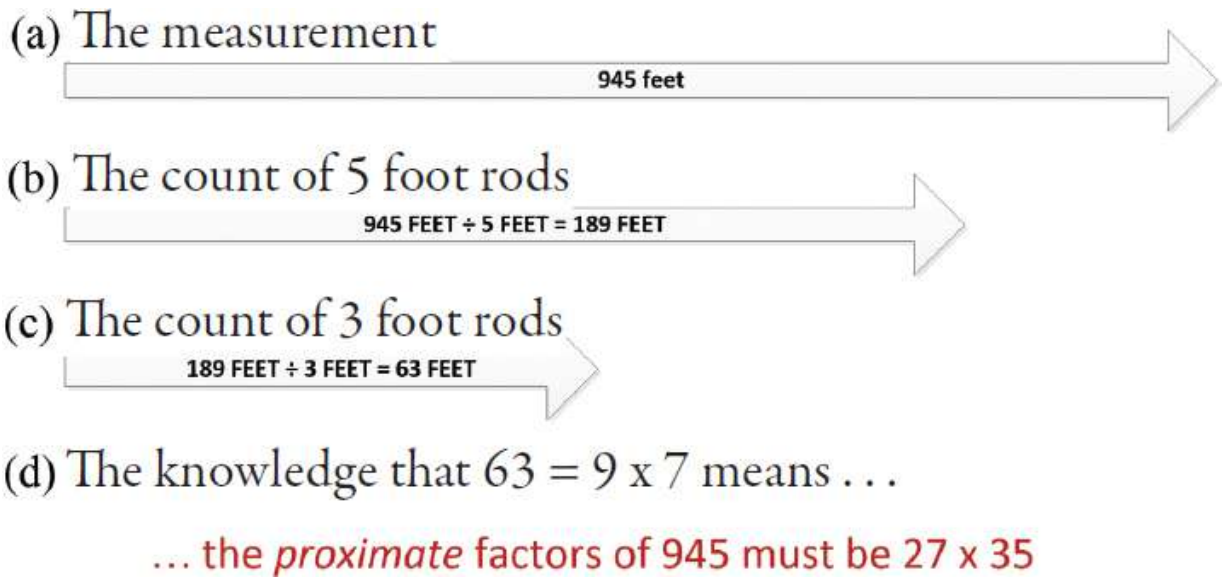 (a) The measurement
945 feet
(b) The count of 5 foot rods
945 FEET ÷ 5 FEET = 189 FEET
(c) The count of 3 foot rods
189 FEET ÷ 3 FEET = 63 FEET
(d) The knowledge that 63 = 9 x 7 means . . .
... the proximate factors of 945 must be 27 x 35